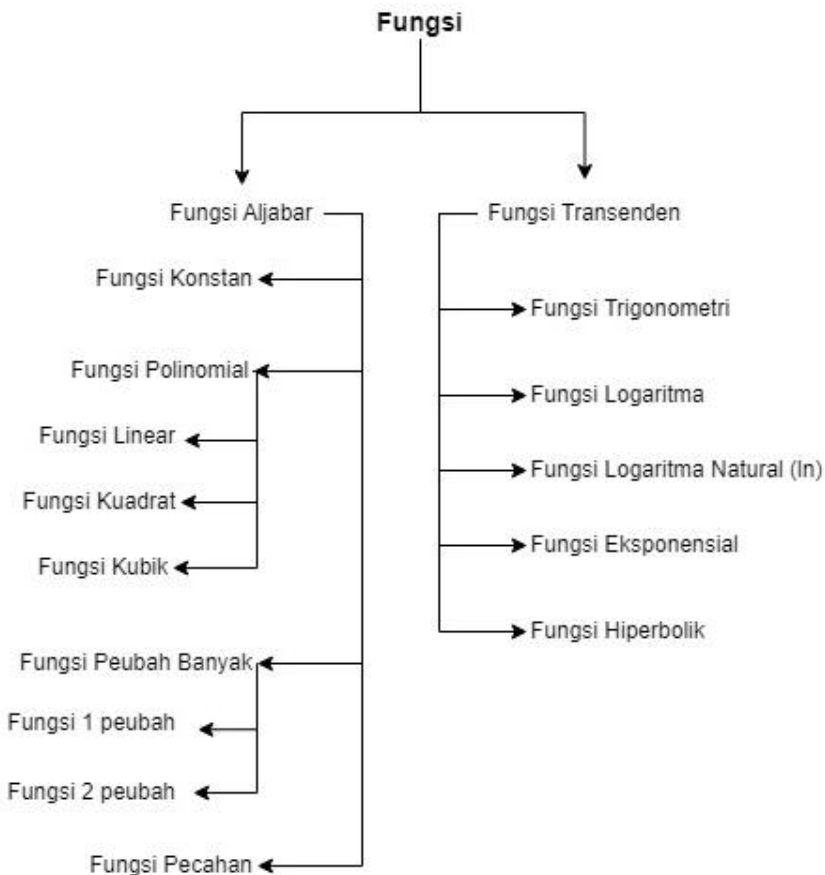 Fungsi
Fungsi Aljabar
Fungsi Konstan
Fungsi Polinomial
Fungsi Linear
Fungsi Kuadrat
Fungsi Kubik
Fungsi Peubah Banyak
Fungsi 1 peubah
Fungsi 2 peubah
Fungsi Pecahan
Fungsi Transenden
Fungsi Trigonometri
Fungsi Logaritma
Fungsi Logaritma Natural (ln)
Fungsi Eksponensial
Fungsi Hiperbolik